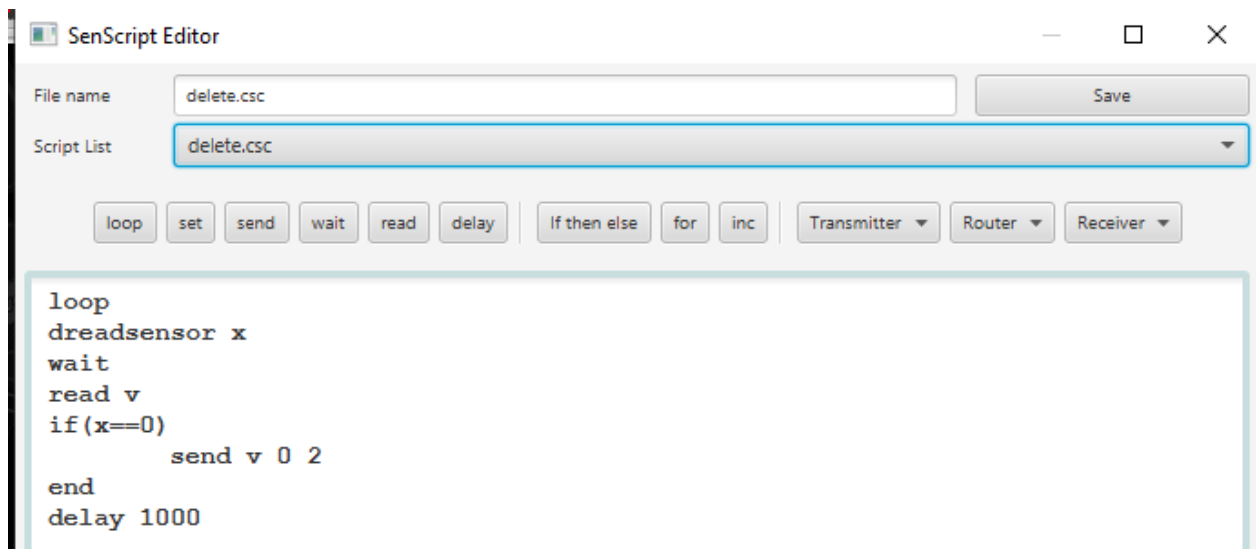 SenScript Editor
File name delete.csc Save
Script List delete.csc
loop set send wait read delay If then else for inc Transmitter Router Receiver
loop
dreadsensor x
wait
read v
if(x==0)
send v 0 2
end
delay 1000